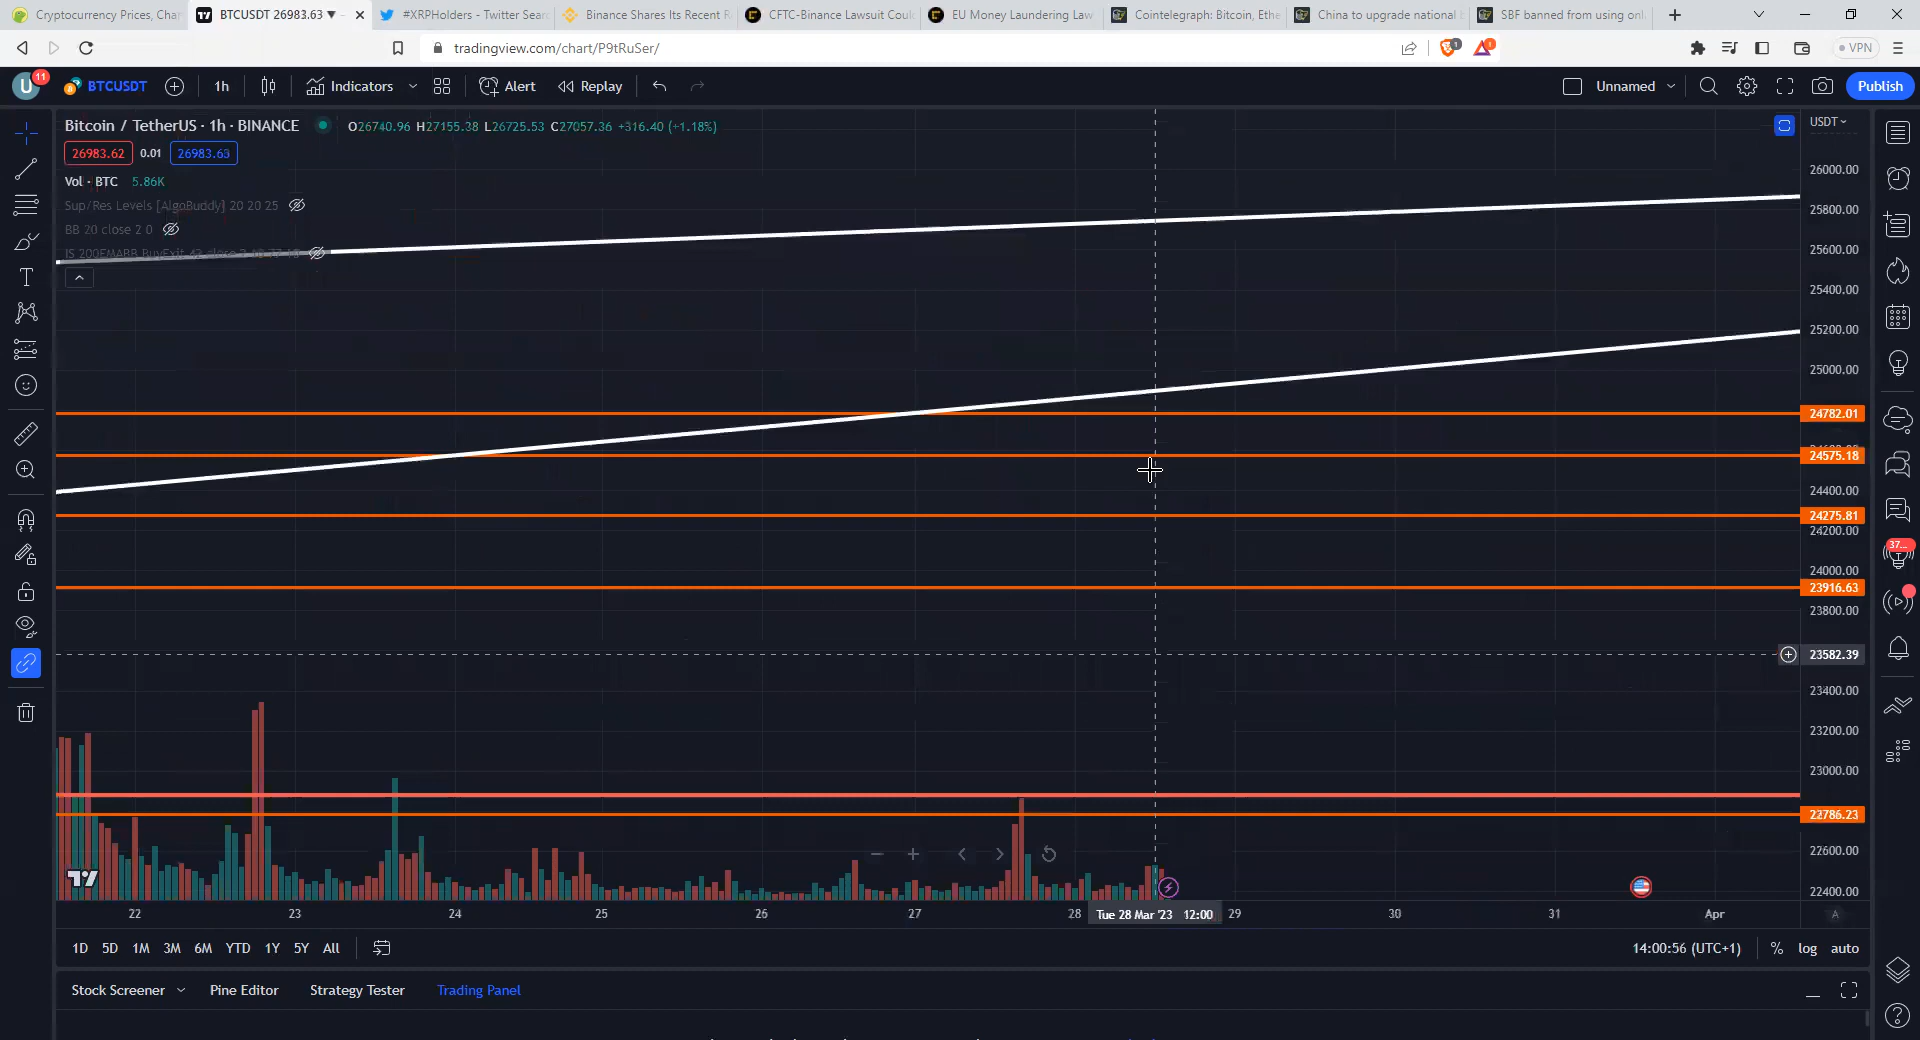 Cryptocurrency Prices, Char
BTCUSDT 26983.63 ▼
#XRPHolders - Twitter Sear
Binance Shares Its Recent R
CFTC-Binance Lawsuit Coul
EU Money Laundering Law
Cointelegraph: Bitcoin, Ethe
China to upgrade national b
SBF banned from using onl
tradingview.com/chart/P9tRuSer/
1
1
VPN
U
11
BTCUSDT
1h
Indicators
Alert
Replay
Unnamed
Publish
Bitcoin / TetherUS · 1h · BINANCE
O26740.96 H27155.38 L26725.53 C27057.36 +316.40 (+1.18%)
USDT
26983.62 0.01 26983.63
Vol · BTC 5.86K
Sup/Res Levels [AlgoBuddy] 20 20 25
BB 20 close 2 0
26000.00
25800.00
25600.00
25400.00
25200.00
25000.00
24782.01
24575.18
24400.00
24275.81
24200.00
24000.00
23916.63
23800.00
23582.39
23400.00
23200.00
23000.00
22786.23
22600.00
22400.00
37...
22 23 24 25 26 27 28 Tue 28 Mar '23 12:00 29 30 31 Apr
A
1D 5D 1M 3M 6M YTD 1Y 5Y All
14:00:56 (UTC+1) % log auto
Stock Screener Pine Editor Strategy Tester Trading Panel